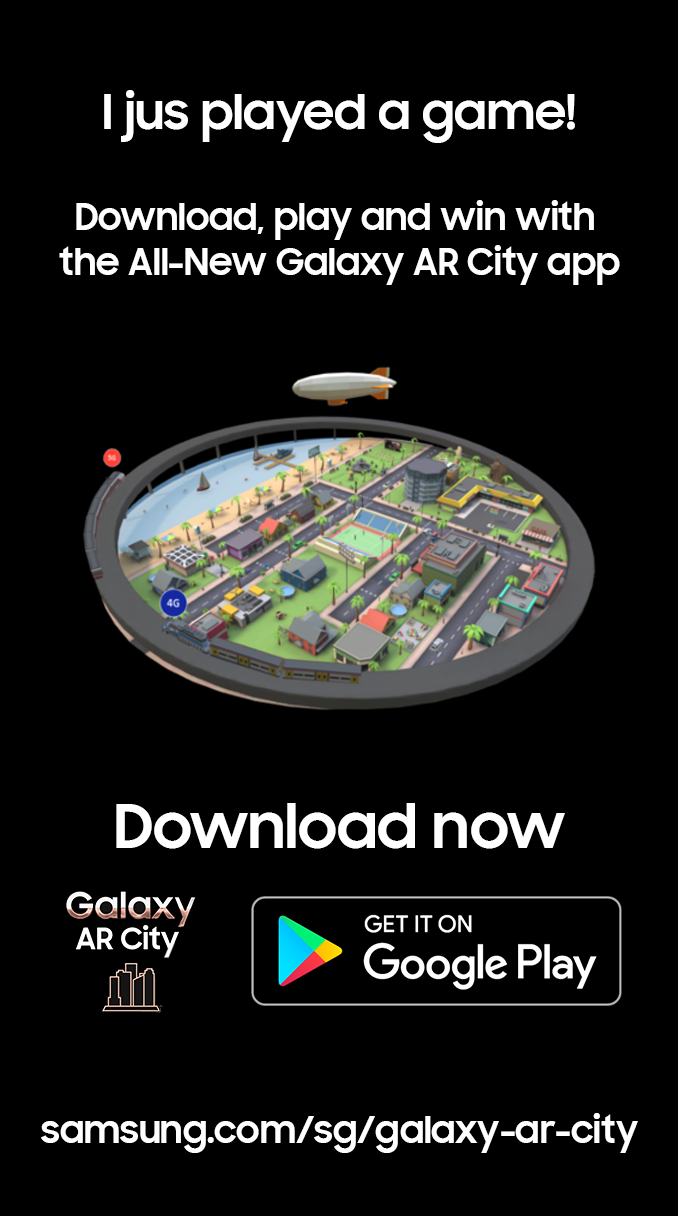 I jus played a game!
Download, play and win with
the All-New Galaxy AR City app
5G
4G
Download now
Galaxy
AR City
GET IT ON
Google Play
samsung.com/sg/galaxy-ar-city